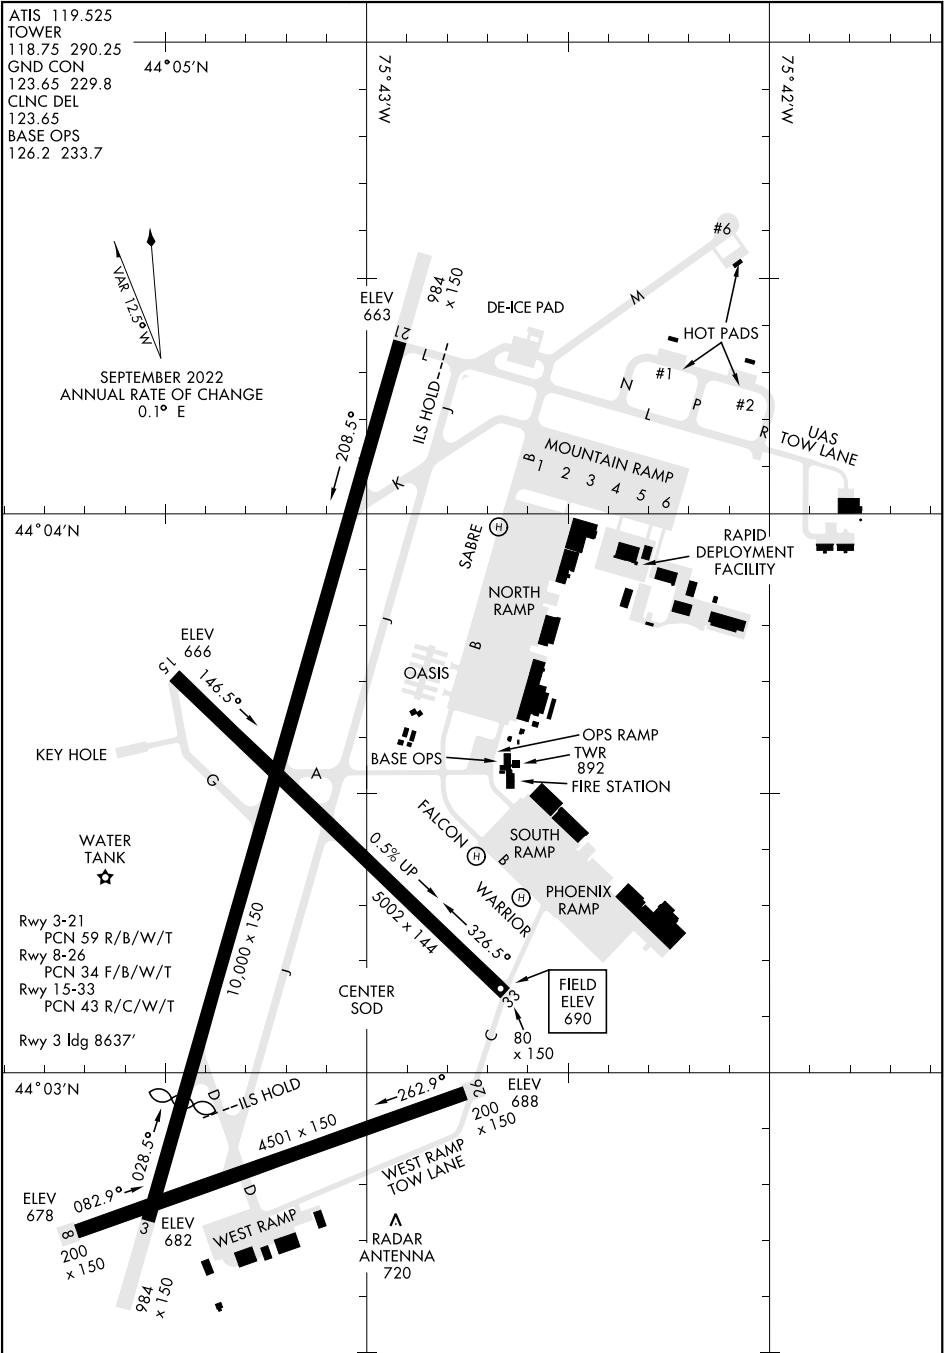 ATIS 119.525
TOWER
118.75 290.25
GND CON
123.65 229.8
CLNC DEL
123.65
BASE OPS
126.2 233.7
44°05'N
75°43'W
75°42'W
VAR 12.5° W
SEPTEMBER 2022
ANNUAL RATE OF CHANGE
0.1° E
#6
M
984
x 150
ELEV
663
21
DE-ICE PAD
HOT PADS
#1
#2
L
ILS HOLD
J
N
L
P
R
UAS
TOW LANE
208.5°
K
B
MOUNTAIN RAMP
1
2
3
4
5
6
44°04'N
SABRE
H
RAPID
DEPLOYMENT
FACILITY
NORTH
RAMP
J
B
ELEV
666
15
146.5°
OASIS
KEY HOLE
G
A
BASE OPS
OPS RAMP
TWR
892
FIRE STATION
WATER
TANK
0.5% UP
FALCON
H
B
SOUTH
RAMP
5002 x 144
WARRIOR
H
PHOENIX
RAMP
326.5°
Rwy 3-21
PCN 59 R/B/W/T
Rwy 8-26
PCN 34 F/B/W/T
Rwy 15-33
PCN 43 R/C/W/T
Rwy 3 ldg 8637'
10,000 x 150
J
CENTER
SOD
33
FIELD
ELEV
690
C
80
x 150
44°03'N
D
ILS HOLD
262.9°
26
ELEV
688
200
x 150
4501 x 150
028.5°
WEST RAMP
TOW LANE
082.9°
D
ELEV
678
8
200
x 150
3
ELEV
682
WEST RAMP
984
x 150
RADAR
ANTENNA
720